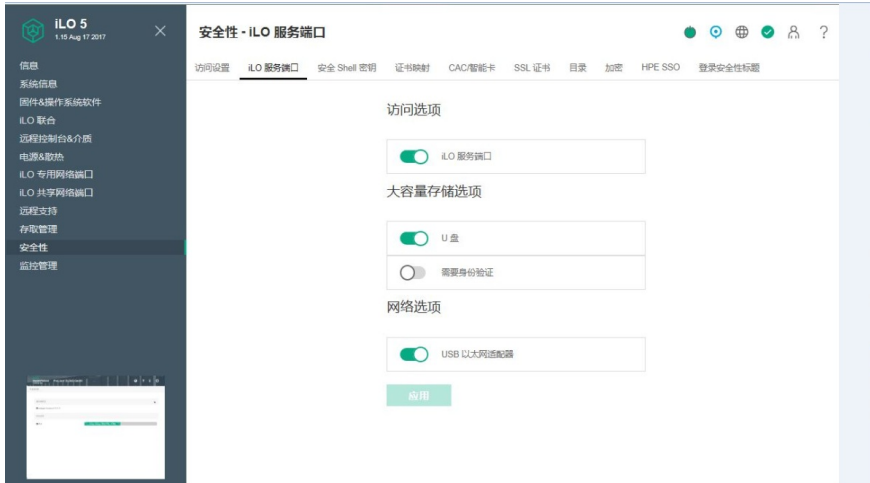 iLO 5
1.15 Aug 17 2017
安全性 - iLO 服务端口
?
信息
系统信息
固件&操作系统软件
iLO 联合
远程控制台&介质
电源&散热
iLO 专用网络端口
iLO 共享网络端口
远程支持
存取管理
安全性
监控管理
访问设置 iLO 服务端口 安全 Shell 密钥 证书映射 CAC/智能卡 SSL 证书 目录 加密 HPE SSO 登录安全性标题
访问选项
iLO 服务端口
大容量存储选项
U 盘
需要身份验证
网络选项
USB 以太网适配器
应用